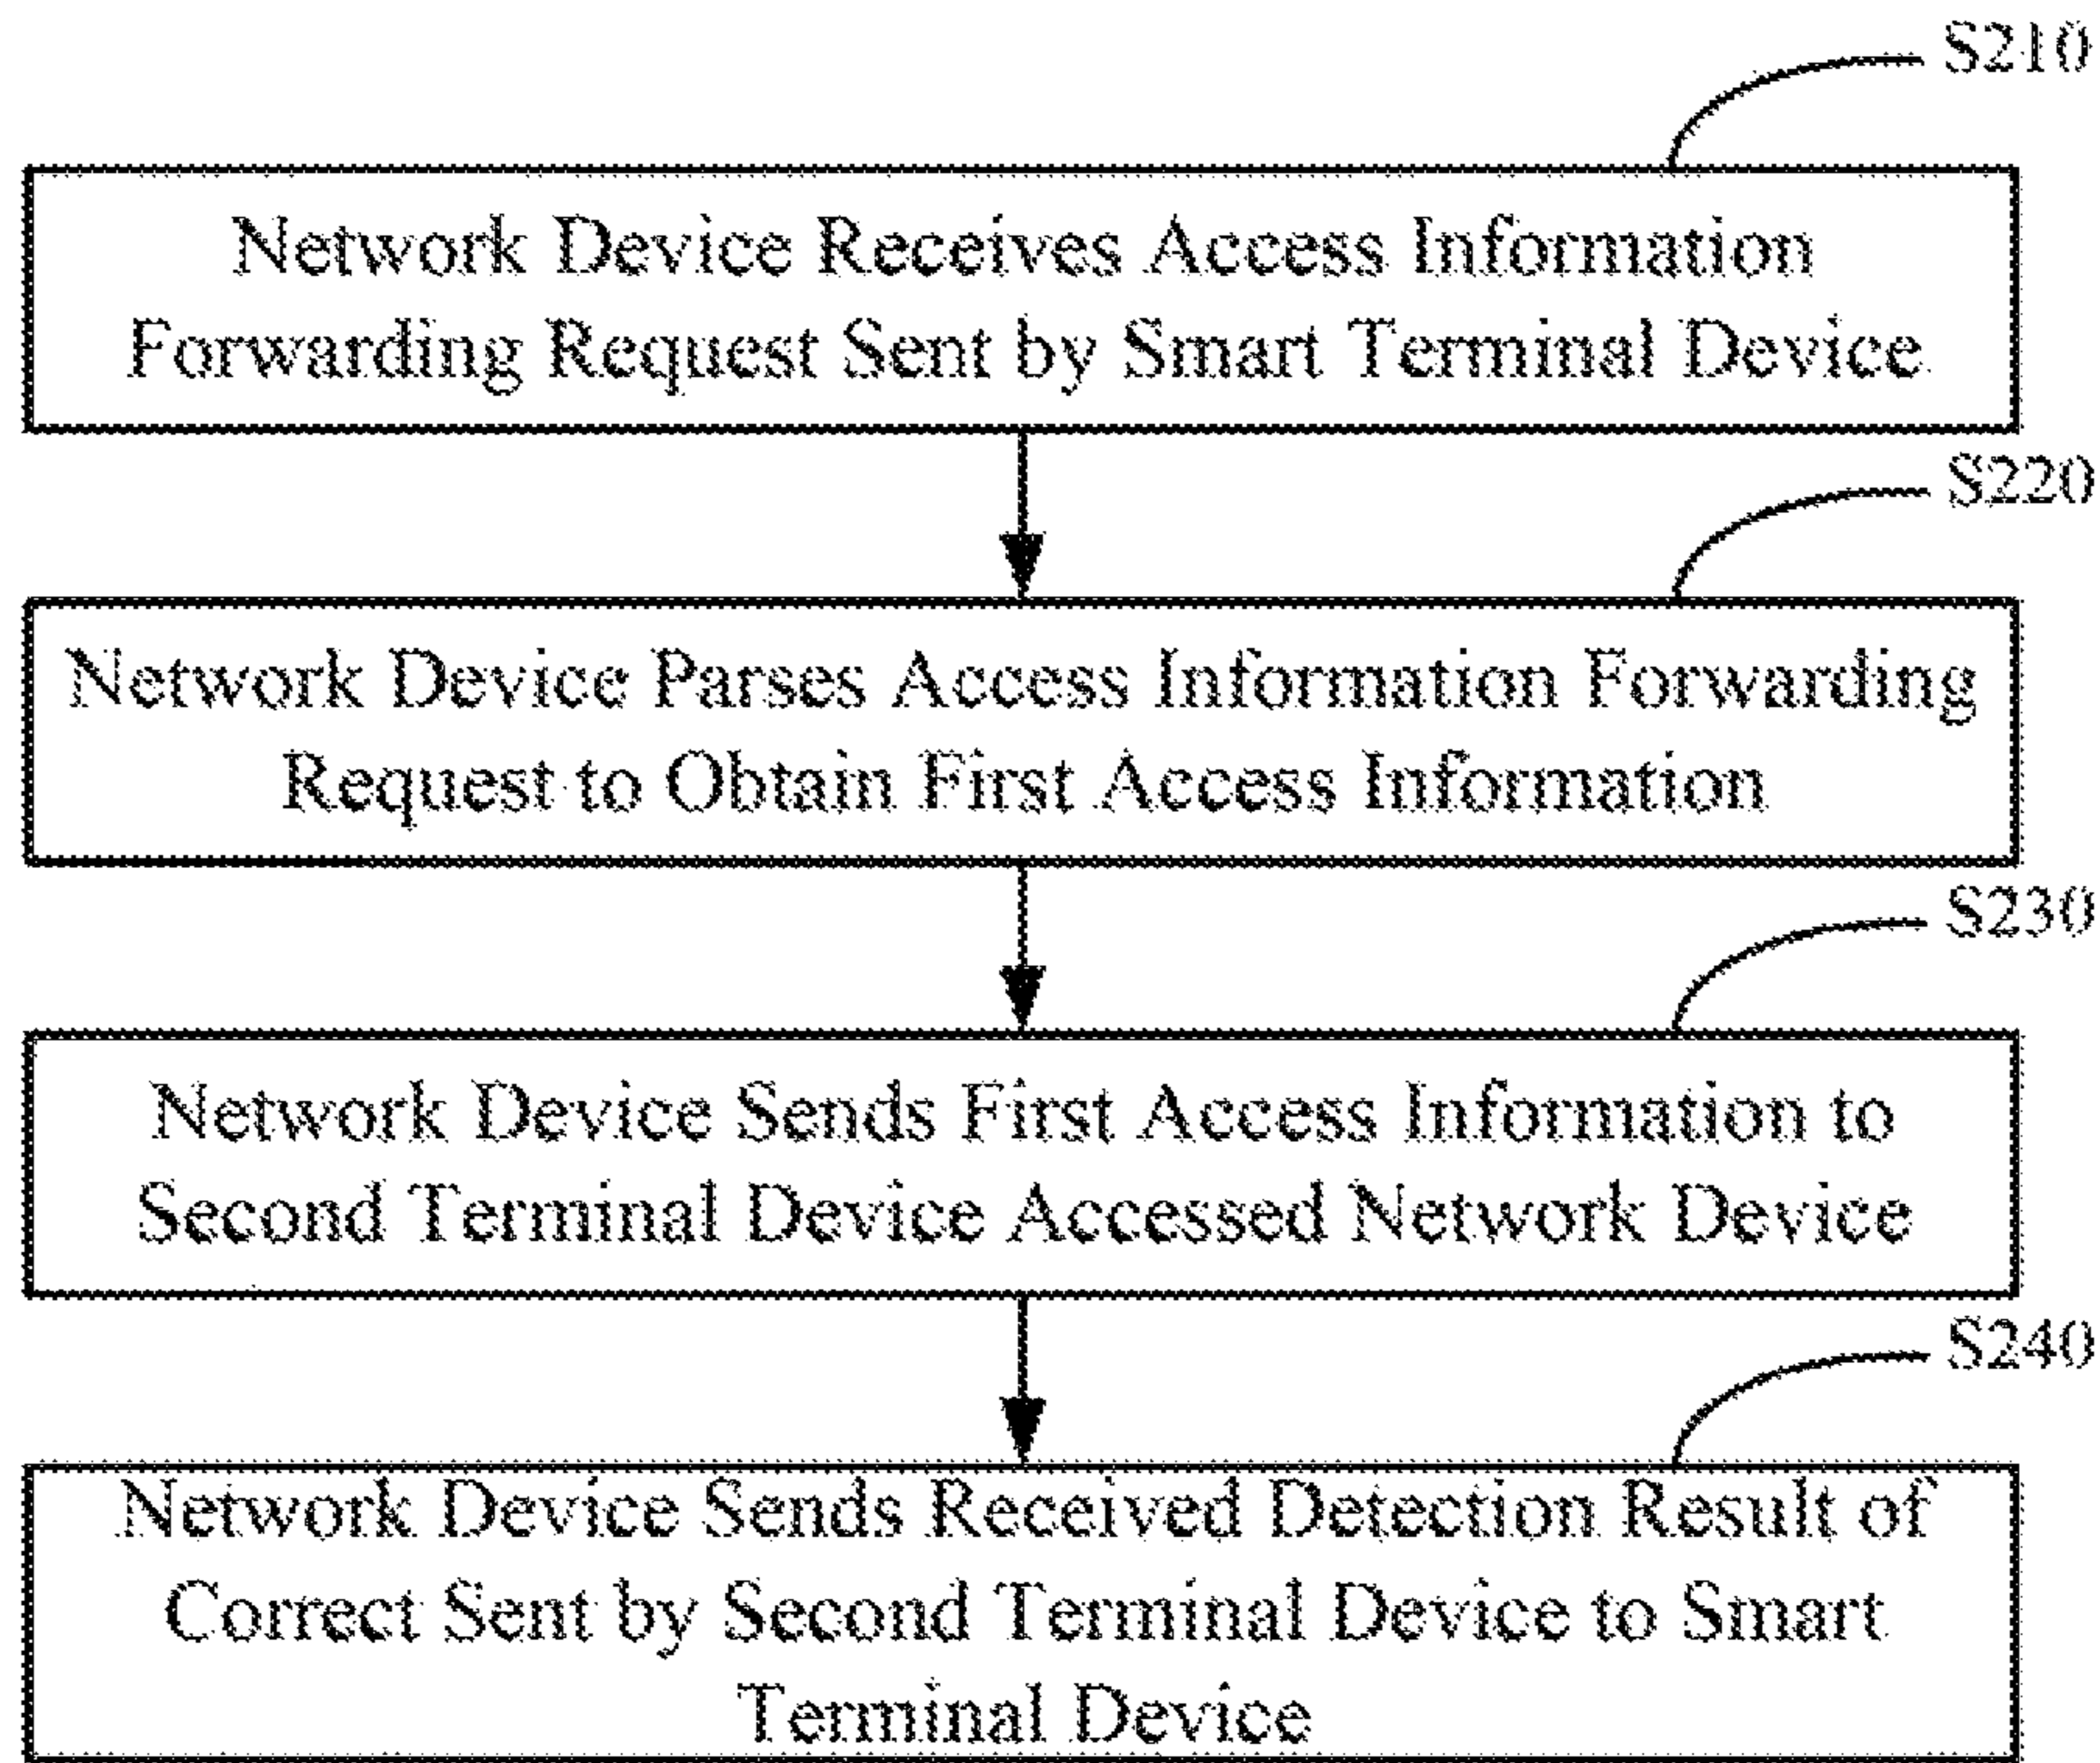 S210
Network Device Receives Access Information
Forwarding Request Sent by Smart Terminal Device
S220
Network Device Parses Access Information Forwarding
Request to Obtain First Access Information
S230
Network Device Sends First Access Information to
Second Terminal Device Accessed Network Device
S240
Network Device Sends Received Detection Result of
Correct Sent by Second Terminal Device to Smart
Terminal Device